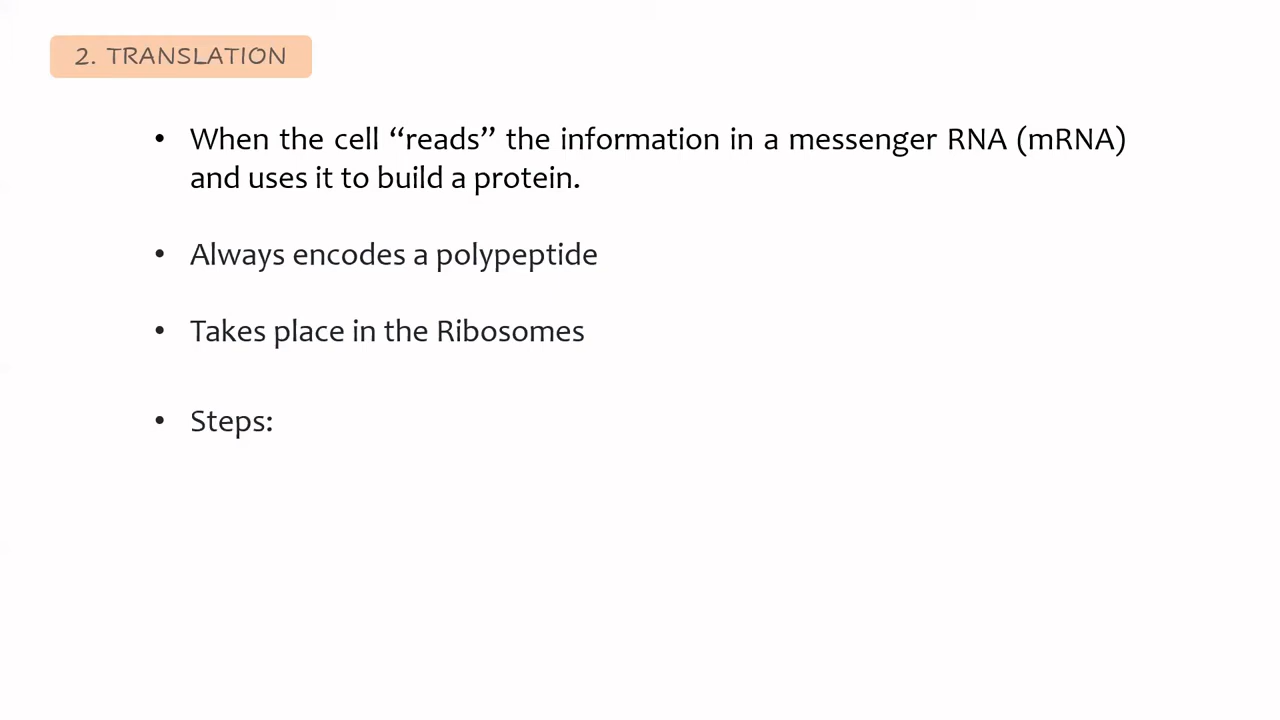 2. TRANSLATION
• When the cell “reads” the information in a messenger RNA (mRNA)
and uses it to build a protein.
• Always encodes a polypeptide
• Takes place in the Ribosomes
• Steps: